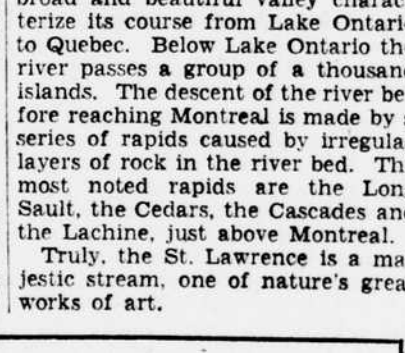 broad and beautiful valley charac
terize its course from Lake Ontari
to Quebec. Below Lake Ontario th
river passes a group of a thousan
islands. The descent of the river be
fore reaching Montreal is made by
series of rapids caused by irregula
layers of rock in the river bed. Th
most noted rapids are the Lon
Sault, the Cedars, the Cascades an
the Lachine, just above Montreal.
Truly, the St. Lawrence is a ma
jestic stream, one of nature's grea
works of art.